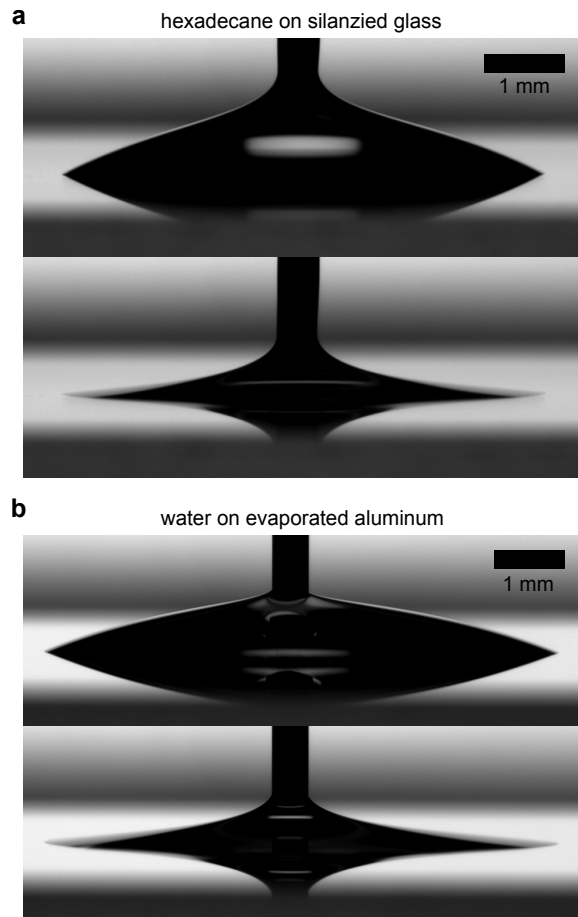 a
hexadecane on silanzied glass
1 mm
b
water on evaporated aluminum
1 mm